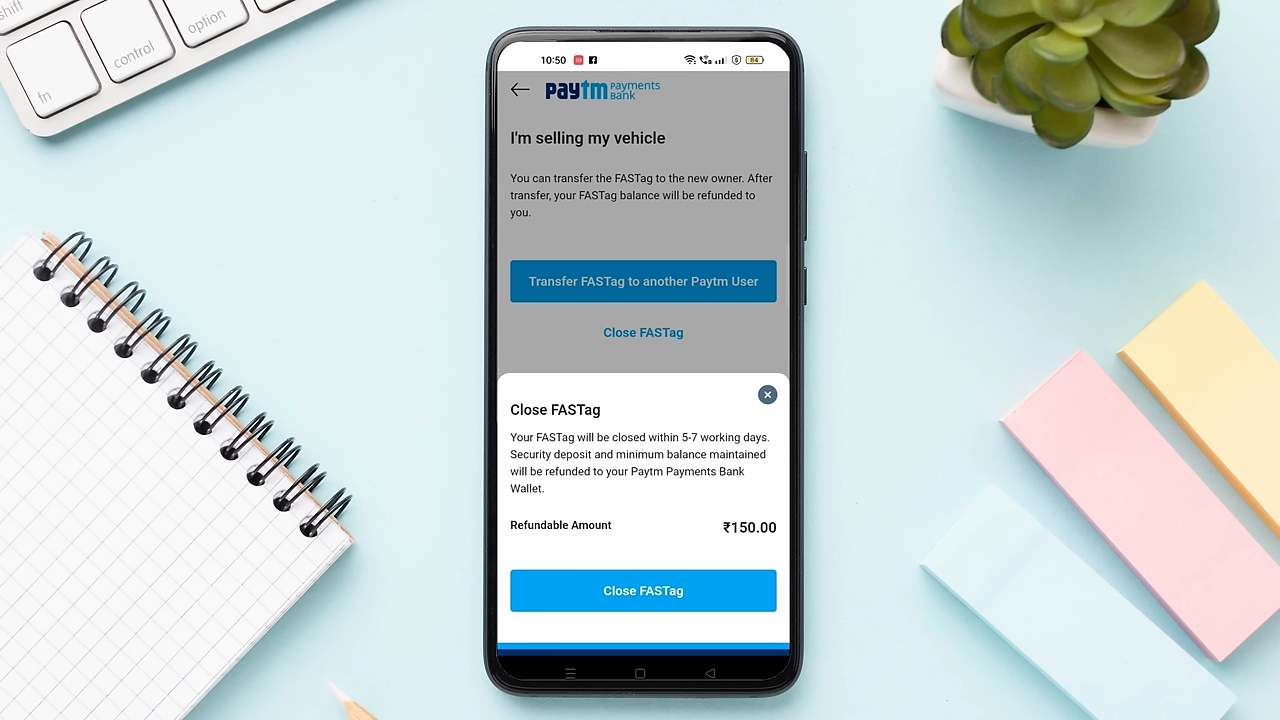 shift
option
control
fn
10:50
84
paytm Payments Bank
I'm selling my vehicle
You can transfer the FASTag to the new owner. After
transfer, your FASTag balance will be refunded to
you.
Transfer FASTag to another Paytm User
Close FASTag
Close FASTag
Your FASTag will be closed within 5-7 working days.
Security deposit and minimum balance maintained
will be refunded to your Paytm Payments Bank
Wallet.
Refundable Amount ₹150.00
Close FASTag